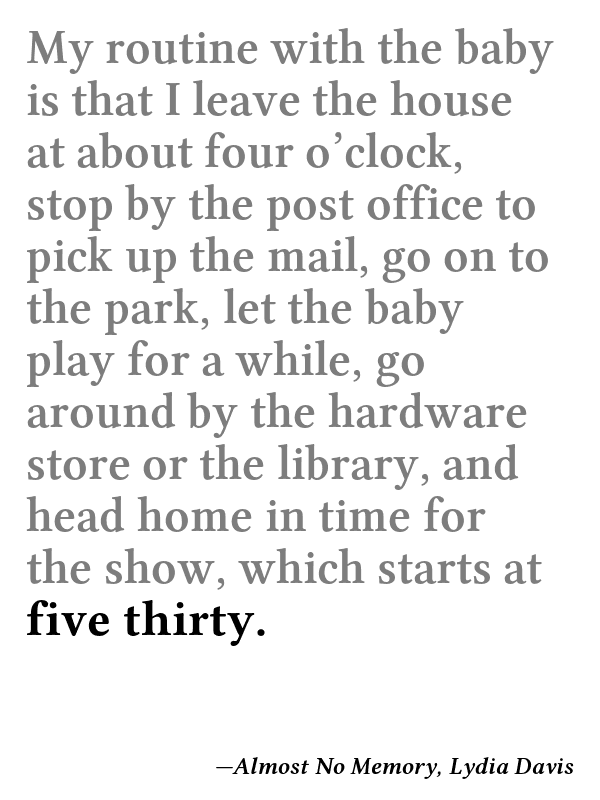 My routine with the baby
is that I leave the house
at about four o’clock,
stop by the post office to
pick up the mail, go on to
the park, let the baby
play for a while, go
around by the hardware
store or the library, and
head home in time for
the show, which starts at
five thirty.
—Almost No Memory, Lydia Davis